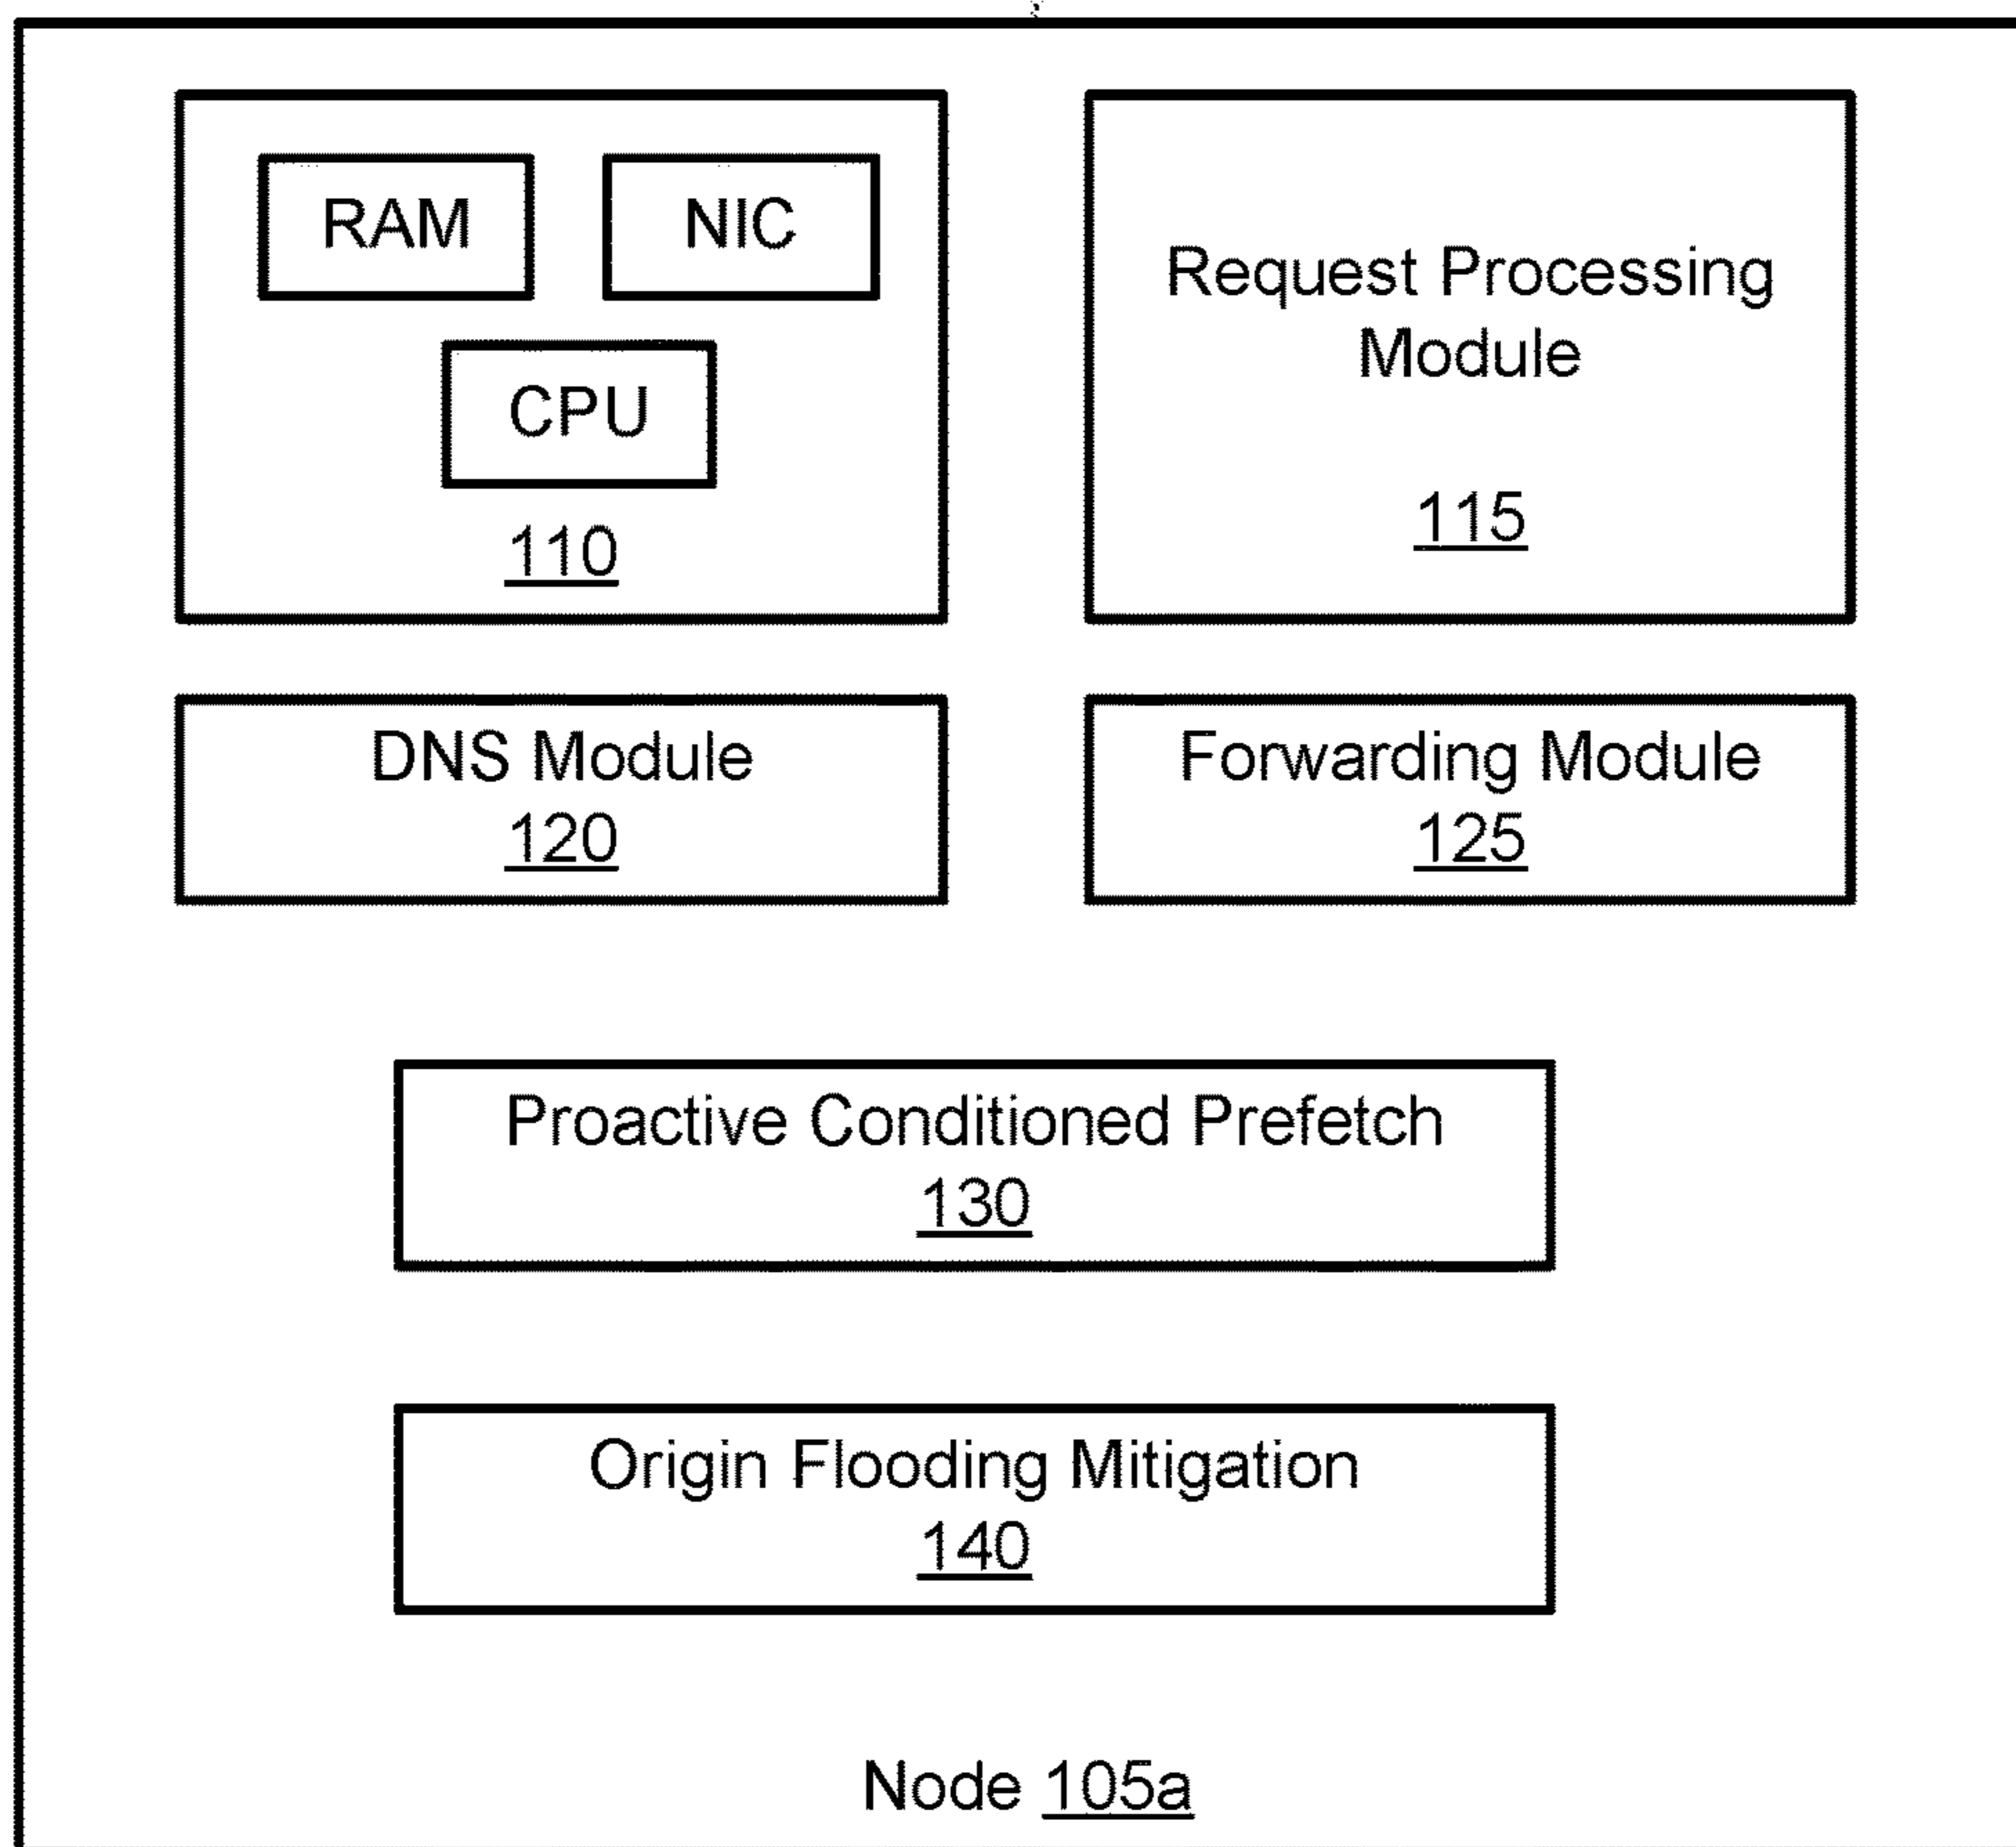 RAM
NIC
CPU
110
Request Processing
Module
115
DNS Module
120
Forwarding Module
125
Proactive Conditioned Prefetch
130
Origin Flooding Mitigation
140
Node 105a